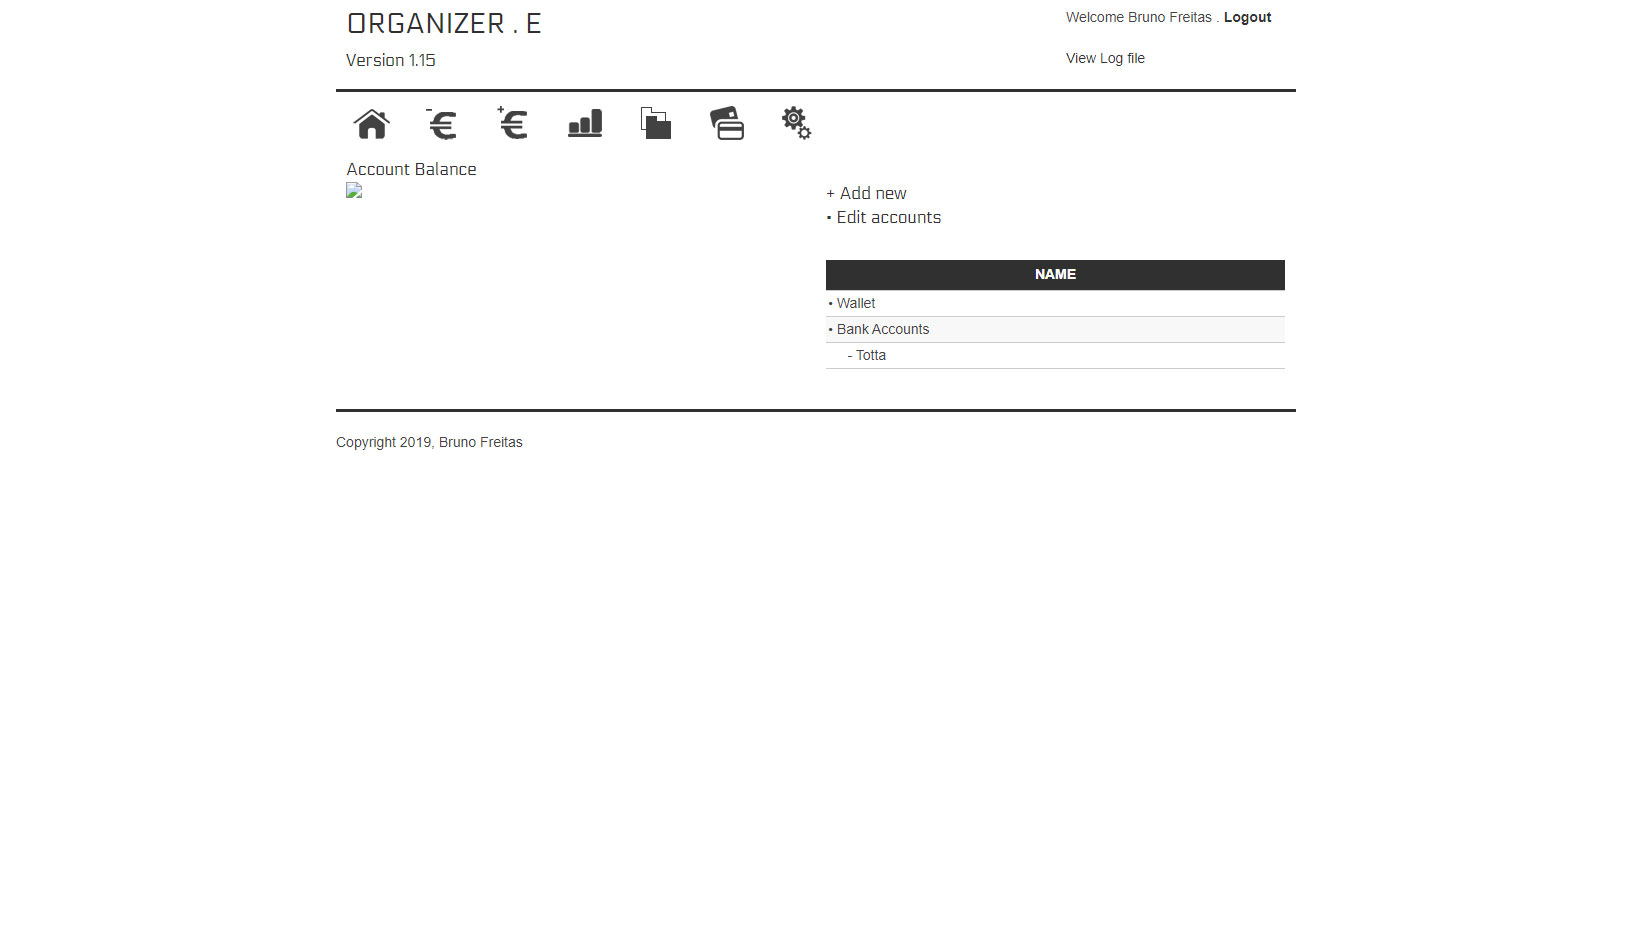 ORGANIZER . E
Version 1.15
Welcome Bruno Freitas . Logout
View Log file
Account Balance
+ Add new
• Edit accounts
NAME
• Wallet
• Bank Accounts
- Totta
Copyright 2019, Bruno Freitas